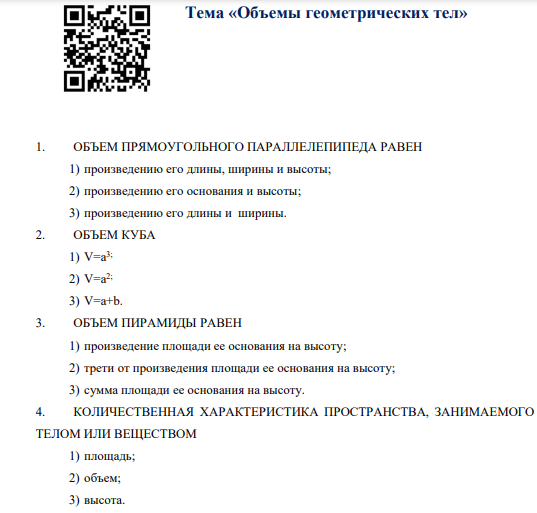 Тема «Объемы геометрических тел»
1. ОБЪЕМ ПРЯМОУГОЛЬНОГО ПАРАЛЛЕЛЕПИПЕДА РАВЕН
1) произведению его длины, ширины и высоты;
2) произведению его основания и высоты;
3) произведению его длины и ширины.
2. ОБЪЕМ КУБА
1) V=a³;
2) V=a²;
3) V=a+b.
3. ОБЪЕМ ПИРАМИДЫ РАВЕН
1) произведение площади ее основания на высоту;
2) трети от произведения площади ее основания на высоту;
3) сумма площади ее основания на высоту.
4. КОЛИЧЕСТВЕННАЯ ХАРАКТЕРИСТИКА ПРОСТРАНСТВА, ЗАНИМАЕМОГО
ТЕЛОМ ИЛИ ВЕЩЕСТВОМ
1) площадь;
2) объем;
3) высота.